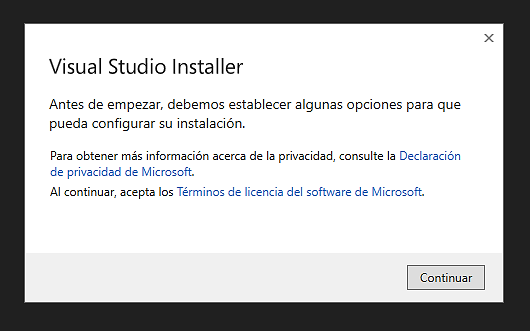 Visual Studio Installer
Antes de empezar, debemos establecer algunas opciones para que
pueda configurar su instalación.
Para obtener más información acerca de la privacidad, consulte la Declaración
de privacidad de Microsoft.
Al continuar, acepta los Términos de licencia del software de Microsoft.
Continuar